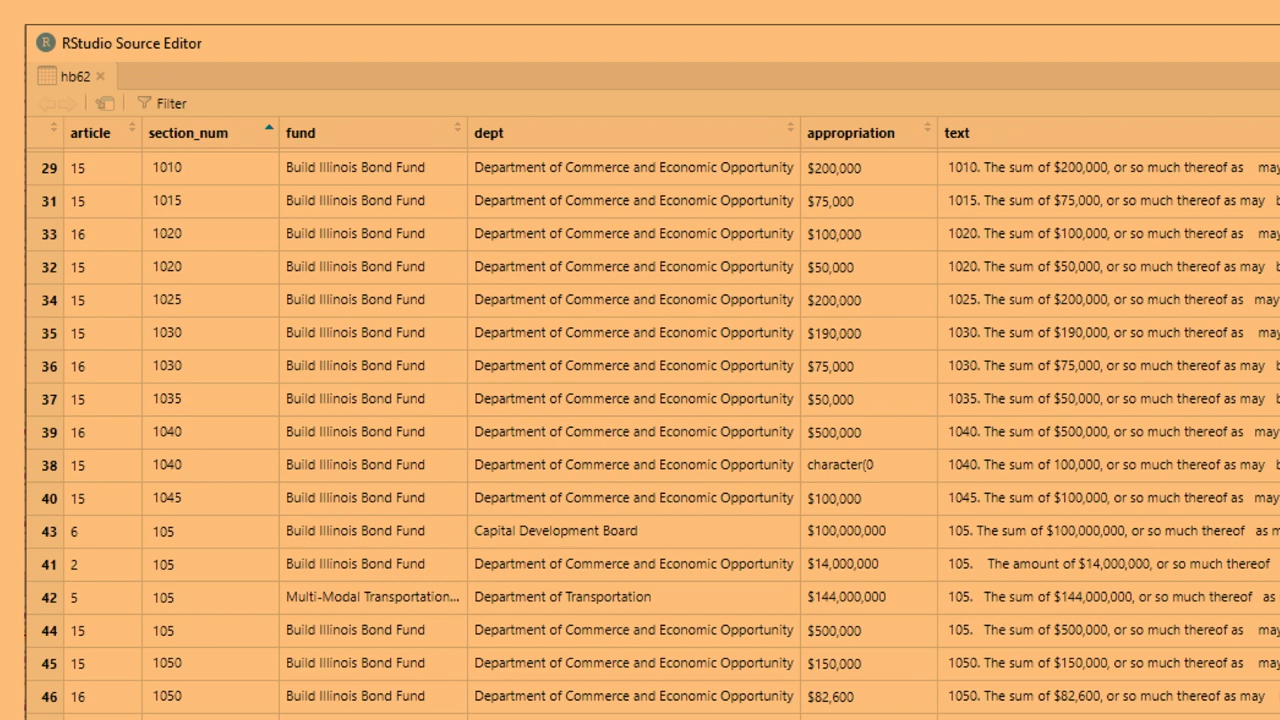 R RStudio Source Editor
hb62 ×
Filter
article section_num fund dept appropriation text
29 15 1010 Build Illinois Bond Fund Department of Commerce and Economic Opportunity $200,000 1010. The sum of $200,000, or so much thereof as may
31 15 1015 Build Illinois Bond Fund Department of Commerce and Economic Opportunity $75,000 1015. The sum of $75,000, or so much thereof as may b
33 16 1020 Build Illinois Bond Fund Department of Commerce and Economic Opportunity $100,000 1020. The sum of $100,000, or so much thereof as may
32 15 1020 Build Illinois Bond Fund Department of Commerce and Economic Opportunity $50,000 1020. The sum of $50,000, or so much thereof as may b
34 15 1025 Build Illinois Bond Fund Department of Commerce and Economic Opportunity $200,000 1025. The sum of $200,000, or so much thereof as may
35 15 1030 Build Illinois Bond Fund Department of Commerce and Economic Opportunity $190,000 1030. The sum of $190,000, or so much thereof as may
36 16 1030 Build Illinois Bond Fund Department of Commerce and Economic Opportunity $75,000 1030. The sum of $75,000, or so much thereof as may b
37 15 1035 Build Illinois Bond Fund Department of Commerce and Economic Opportunity $50,000 1035. The sum of $50,000, or so much thereof as may b
39 16 1040 Build Illinois Bond Fund Department of Commerce and Economic Opportunity $500,000 1040. The sum of $500,000, or so much thereof as may
38 15 1040 Build Illinois Bond Fund Department of Commerce and Economic Opportunity character(0 1040. The sum of 100,000, or so much thereof as may b
40 15 1045 Build Illinois Bond Fund Department of Commerce and Economic Opportunity $100,000 1045. The sum of $100,000, or so much thereof as may
43 6 105 Build Illinois Bond Fund Capital Development Board $100,000,000 105. The sum of $100,000,000, or so much thereof as m
41 2 105 Build Illinois Bond Fund Department of Commerce and Economic Opportunity $14,000,000 105. The amount of $14,000,000, or so much thereof
42 5 105 Multi-Modal Transportation... Department of Transportation $144,000,000 105. The sum of $144,000,000, or so much thereof as
44 15 105 Build Illinois Bond Fund Department of Commerce and Economic Opportunity $500,000 105. The sum of $500,000, or so much thereof as may
45 15 1050 Build Illinois Bond Fund Department of Commerce and Economic Opportunity $150,000 1050. The sum of $150,000, or so much thereof as may
46 16 1050 Build Illinois Bond Fund Department of Commerce and Economic Opportunity $82,600 1050. The sum of $82,600, or so much thereof as may